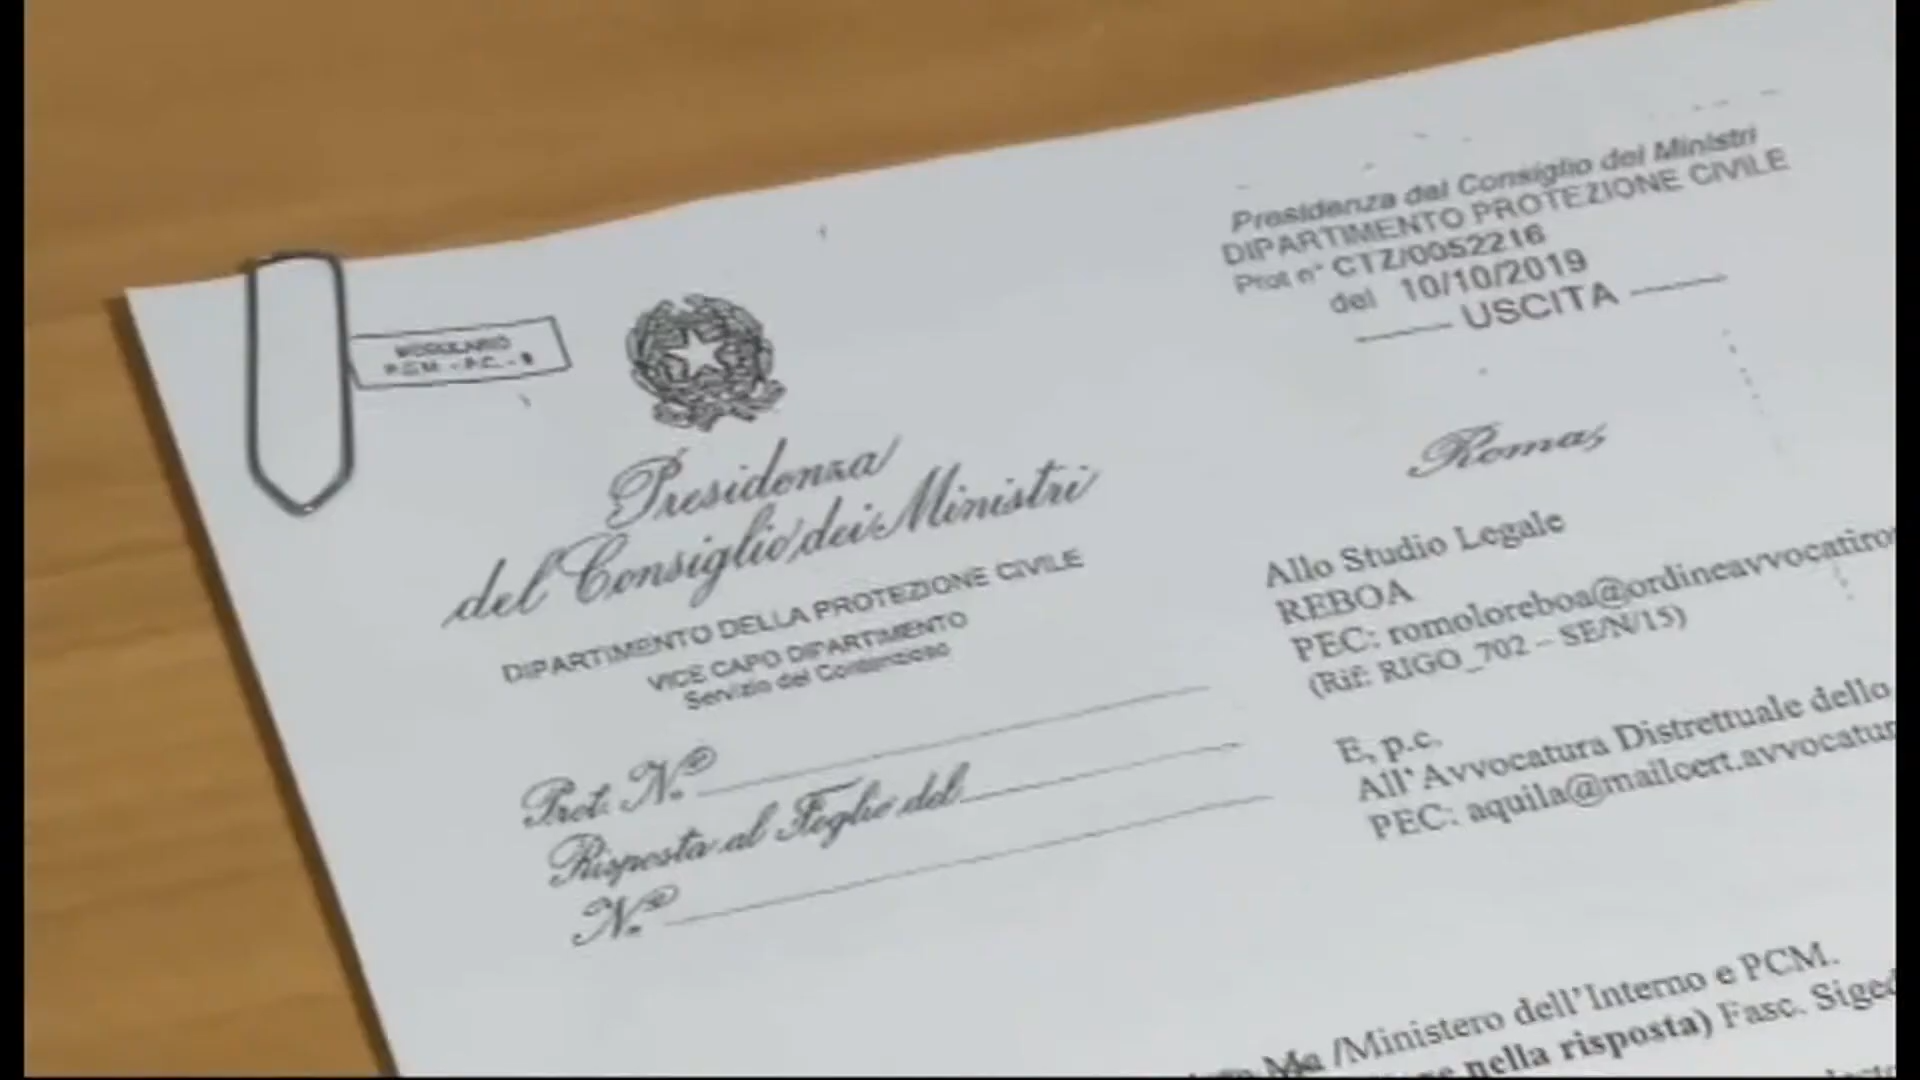 MODULARIO
P.C.M. - P.C. - 8
Presidenza
del Consiglio dei Ministri
DIPARTIMENTO DELLA PROTEZIONE CIVILE
VICE CAPO DIPARTIMENTO
Servizio del Contenzioso
Prot. N.º
Risposta al Foglio del
N.º
Presidenza del Consiglio dei Ministri
DIPARTIMENTO PROTEZIONE CIVILE
Prot n° CTZ/0052216
del 10/10/2019
USCITA
Roma,
Allo Studio Legale
REBOA
PEC: romoloreboa@ordineavvocatiro
(Rif: RIGO_702 – SE/N/15)
E, p.c.
All'Avvocatura Distrettuale dello
PEC: aquila@mailcert.avvocatur
/Ministero dell'Interno e PCM.
nella risposta) Fasc. Siged